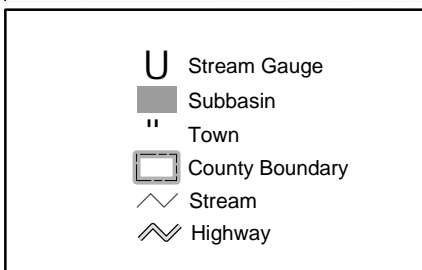 U Stream Gauge
Subbasin
" Town
County Boundary
Stream
Highway